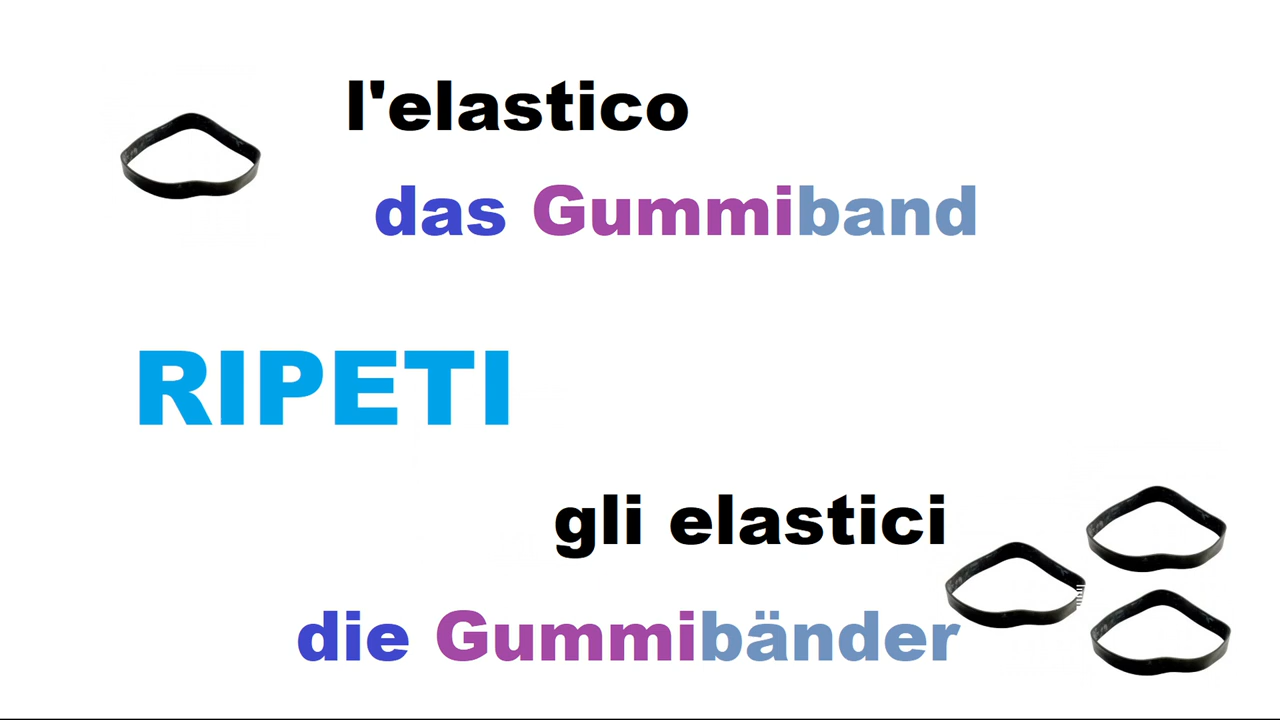 l'elastico
das Gummiband
RIPETI
gli elastici
die Gummibänder